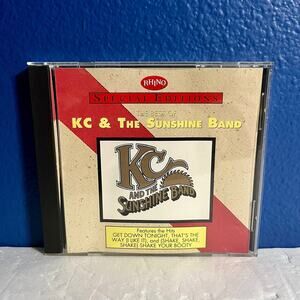 RHINO
SPECIAL EDITIONS
THE BEST OF
KC & THE SUNSHINE BAND
KC
AND THE
SUNSHINE BAND
Features the Hits
GET DOWN TONIGHT, THAT'S THE
WAY (I LIKE IT), and (SHAKE, SHAKE,
SHAKE) SHAKE YOUR BOOTY